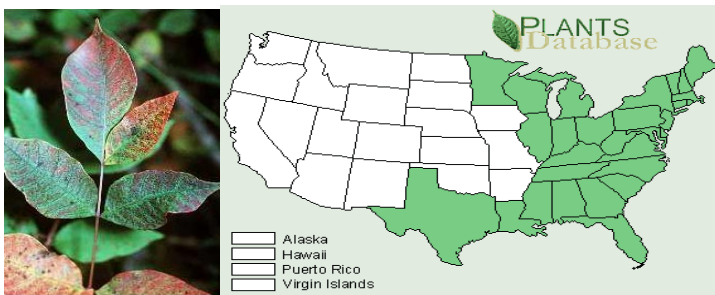 PLANTS
Database
Alaska
Hawaii
Puerto Rico
Virgin Islands